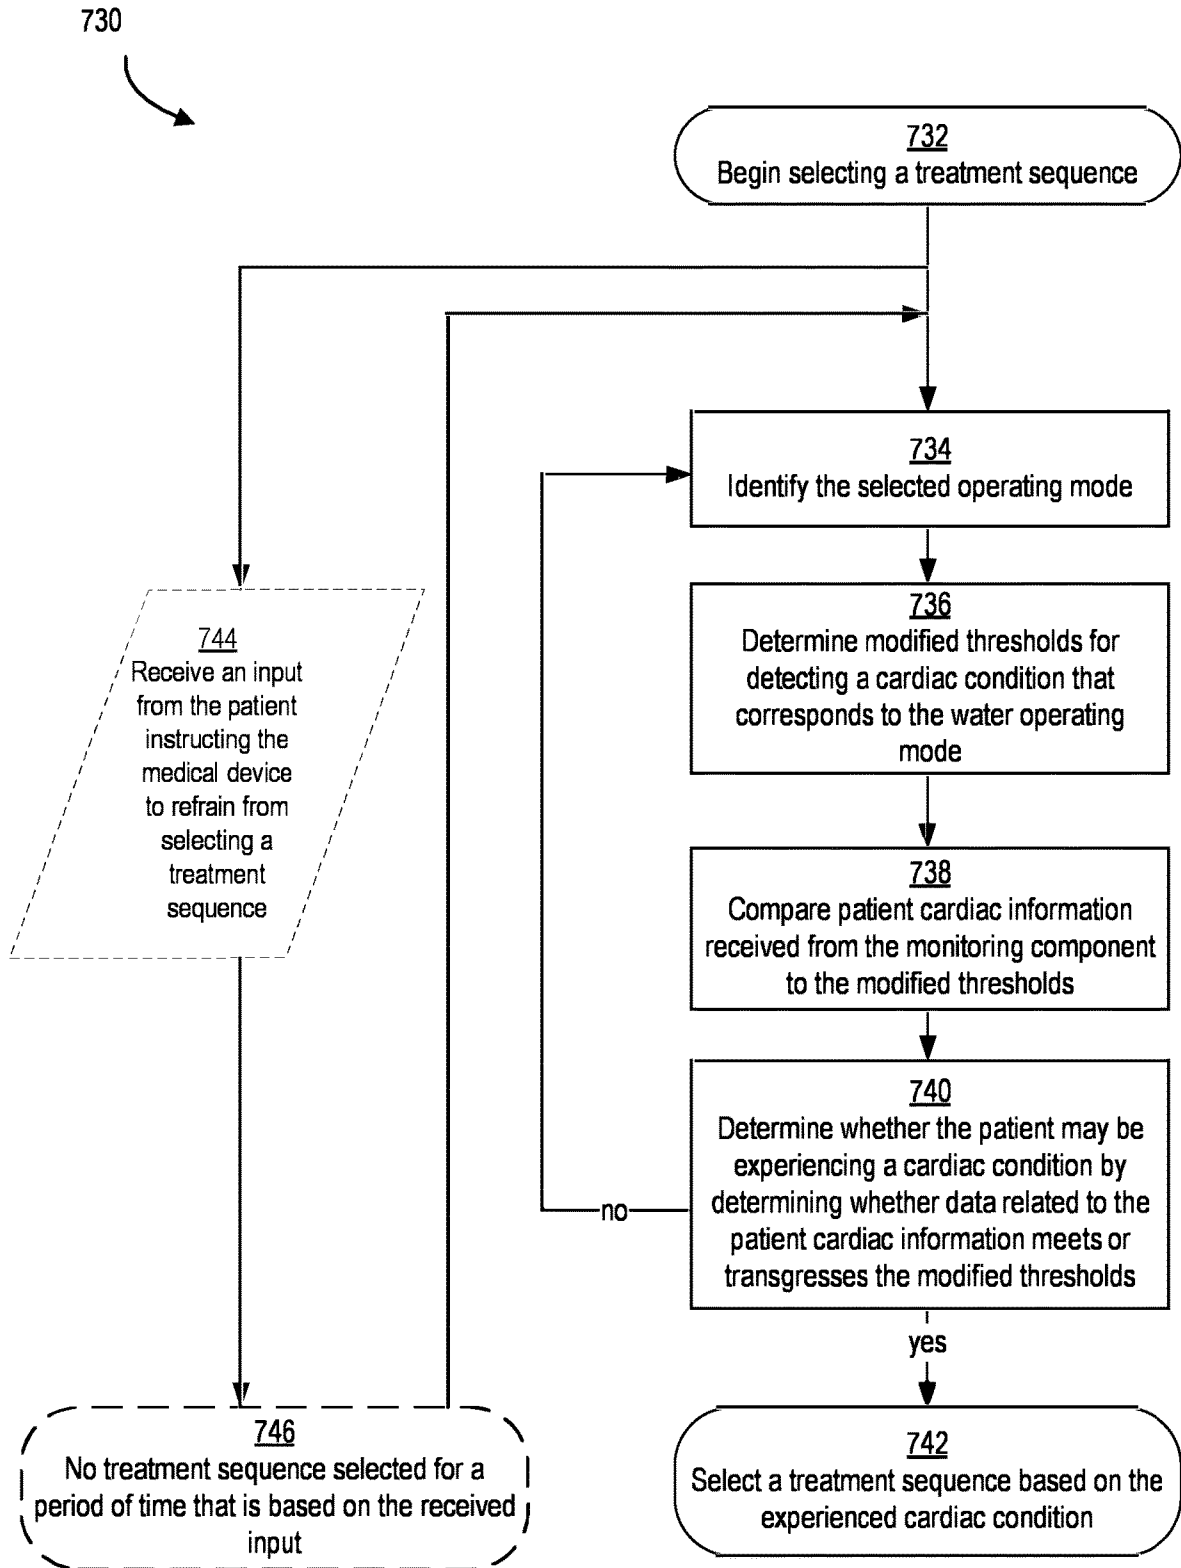 730
732
Begin selecting a treatment sequence
734
Identify the selected operating mode
736
Determine modified thresholds for
detecting a cardiac condition that
corresponds to the water operating
mode
738
Compare patient cardiac information
received from the monitoring component
to the modified thresholds
740
Determine whether the patient may be
experiencing a cardiac condition by
determining whether data related to the
patient cardiac information meets or
transgresses the modified thresholds
no
yes
742
Select a treatment sequence based on the
experienced cardiac condition
744
Receive an input
from the patient
instructing the
medical device
to refrain from
selecting a
treatment
sequence
746
No treatment sequence selected for a
period of time that is based on the received
input